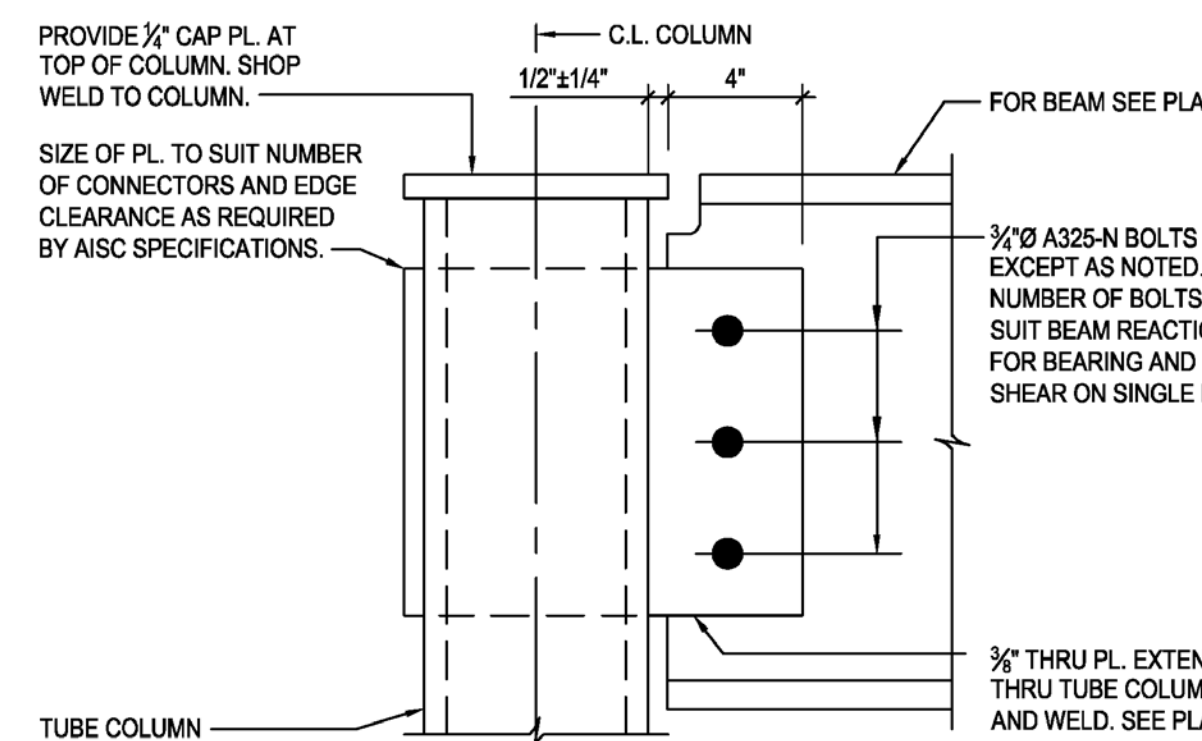 PROVIDE ¼" CAP PL. AT
TOP OF COLUMN. SHOP
WELD TO COLUMN.
C.L. COLUMN
1/2"±1/4"
4"
FOR BEAM SEE PLA
SIZE OF PL. TO SUIT NUMBER
OF CONNECTORS AND EDGE
CLEARANCE AS REQUIRED
BY AISC SPECIFICATIONS.
¾"Ø A325-N BOLTS
EXCEPT AS NOTED.
NUMBER OF BOLTS
SUIT BEAM REACTIO
FOR BEARING AND
SHEAR ON SINGLE
⅜" THRU PL. EXTEN
THRU TUBE COLUM
AND WELD. SEE PLA
TUBE COLUMN